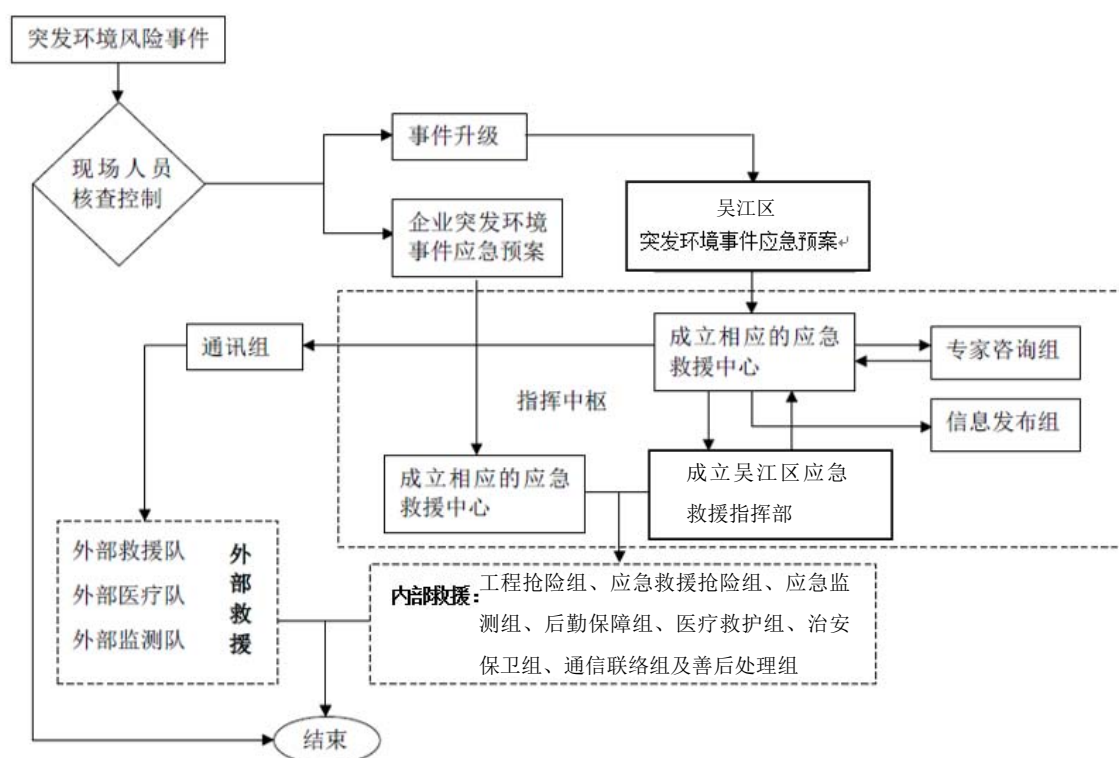 突发环境风险事件
现场人员
核查控制
事件升级
企业突发环境
事件应急预案
吴江区
突发环境事件应急预案↵
成立相应的应急
救援中心
通讯组
专家咨询组
指挥中枢
信息发布组
成立相应的应急
救援中心
成立吴江区应急
救援指挥部
外部救援队
外部医疗队
外部监测队
外
部
救
援
内部救援：工程抢险组、应急救援抢险组、应急监
测组、后勤保障组、医疗救护组、治安
保卫组、通信联络组及善后处理组
结束